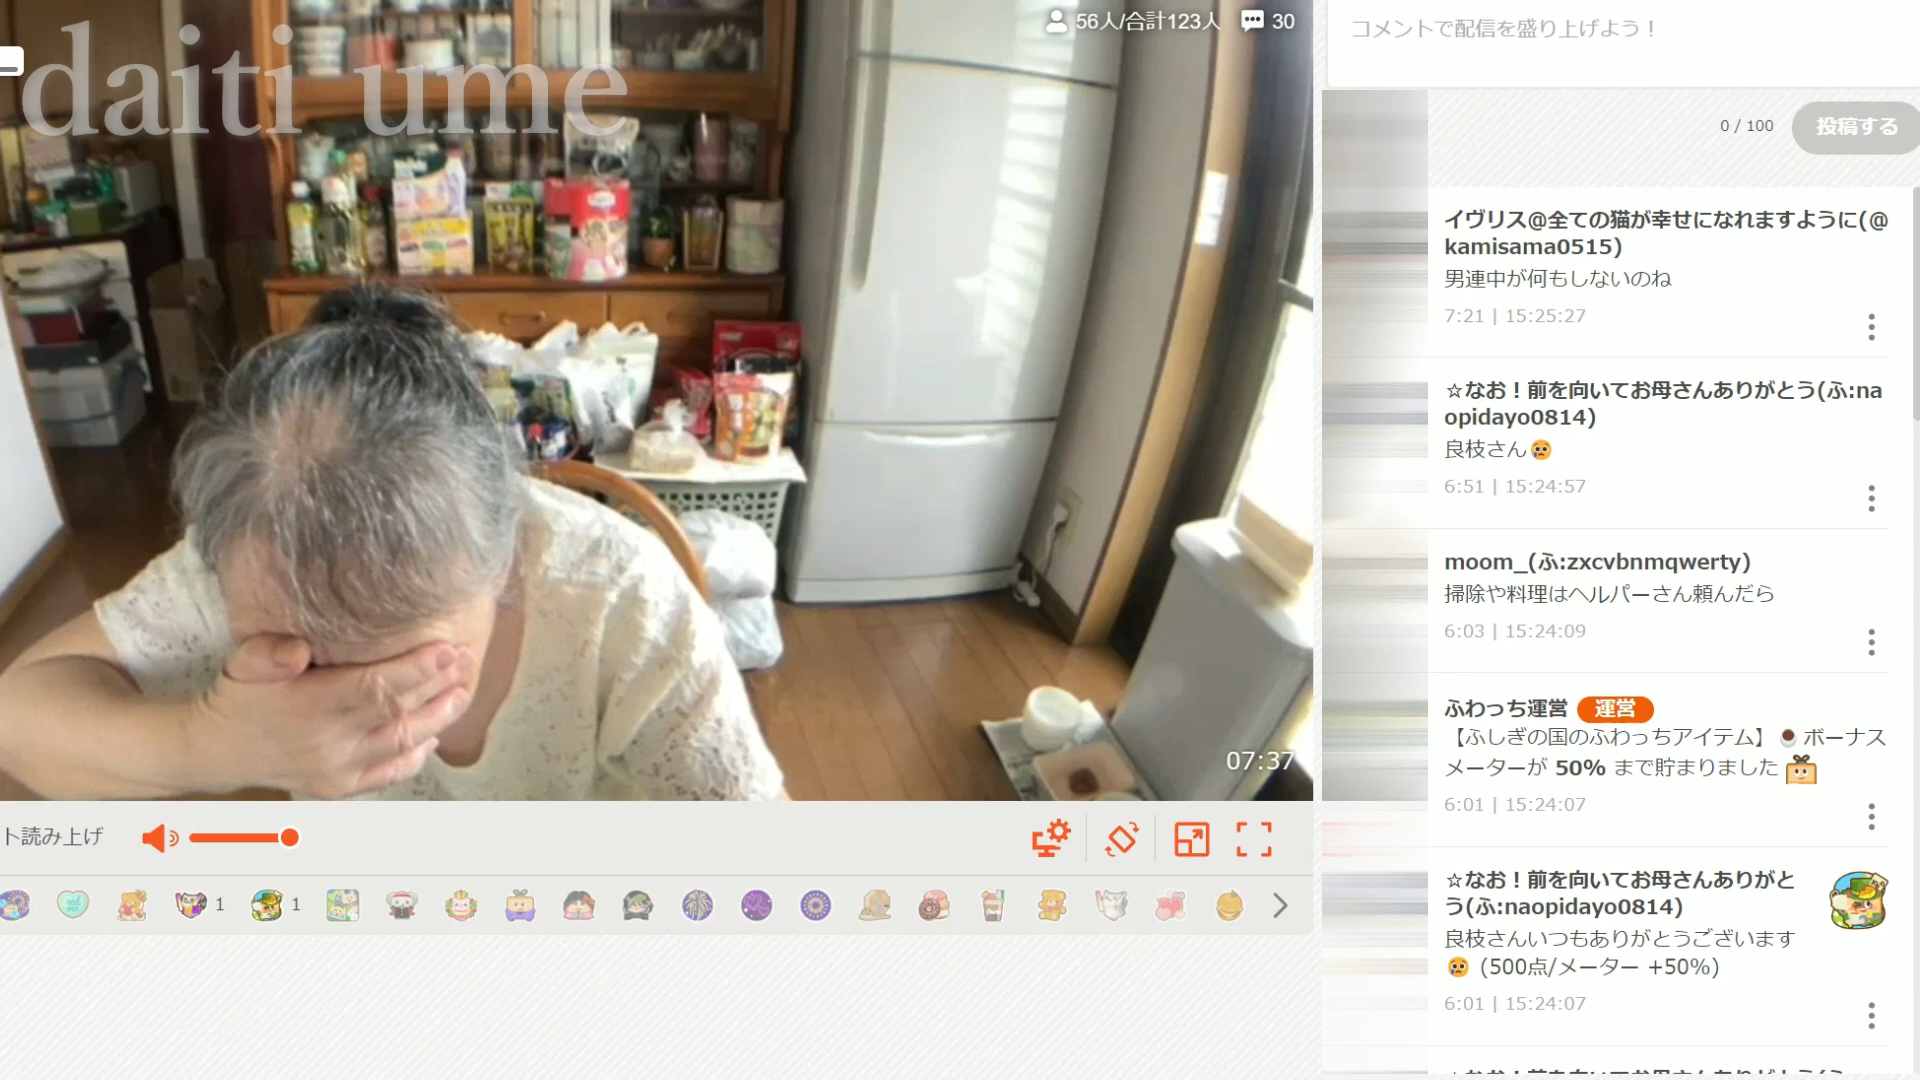 daiti ume
56人/合計123人 30
07:37
ト読み上げ
1
1
コメントで配信を盛り上げよう！
0 / 100
投稿する
イヴリス@全ての猫が幸せになれますように(@
kamisama0515)
男連中が何もしないのね
7:21 | 15:25:27
☆なお！前を向いてお母さんありがとう(ふ:na
opidayo0814)
良枝さん😢
6:51 | 15:24:57
moom_(ふ:zxcvbnmqwerty)
掃除や料理はヘルパーさん頼んだら
6:03 | 15:24:09
ふわっち運営 運営
【ふしぎの国のふわっちアイテム】 ボーナス
メーターが 50% まで貯まりました
6:01 | 15:24:07
☆なお！前を向いてお母さんありがと
う(ふ:naopidayo0814)
良枝さんいつもありがとうございます
😢 (500点/メーター +50%)
6:01 | 15:24:07